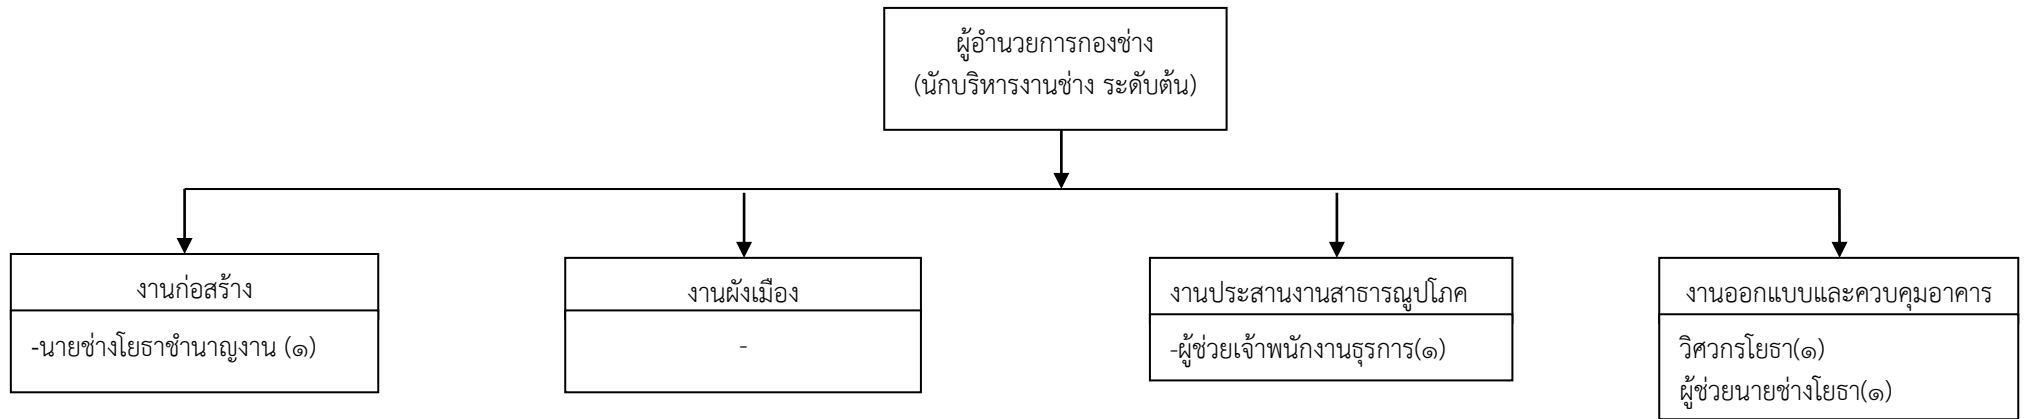 ผู้อำนวยการกองช่าง
(นักบริหารงานช่าง ระดับต้น)
งานก่อสร้าง
-นายช่างโยธาชำนาญงาน (๑)
งานผังเมือง
-
งานประสานงานสาธารณูปโภค
-ผู้ช่วยเจ้าพนักงานธุรการ(๑)
งานออกแบบและควบคุมอาคาร
วิศวกรโยธา(๑)
ผู้ช่วยนายช่างโยธา(๑)